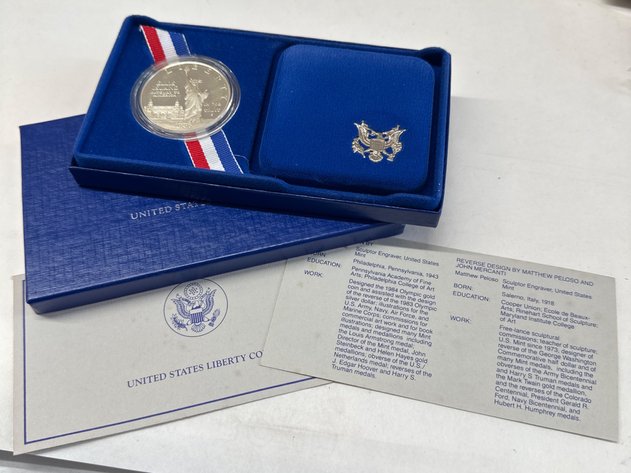 LIBERTY
UNITED STATES
UNITED STATES LIBERTY CO
BY
Sculptor Engraver, United States
Mint
BORN:
Philadelphia, Pennsylvania, 1943
EDUCATION:
Pennsylvania Academy of Fine
Arts; Philadelphia College of
Art
WORK:
Designed the 1984 Olympic gold
coin and assisted with the design
of the reverse of the 1983 Olympic
silver dollar; illustrations for the
U.S. Army, Navy, Air Force, and
Marine Corps; commissions for
commercial art work and for book
illustrations; designed many Mint
medals and medallions including
the Louis Armstrong medal,
Director of the Mint medal, John
Steinbeck and Helen Hayes gold
medallions, obverse of the U.S./
Netherlands medal; reverses of the
J. Edgar Hoover and Harry S.
Truman medals.
REVERSE DESIGN BY MATTHEW PELOSO AND
JOHN MERCANTI
Matthew Peloso
Sculptor Engraver, United States
Mint
BORN:
Salerno, Italy, 1918
EDUCATION:
Cooper Union; Ecole de Beaux-
Arts; Rinehart School of Sculpture;
Maryland Institute College
of Art
WORK:
Free-lance sculptural
commissions; teacher of sculpture;
U.S. Mint since 1973; designer of
reverse of the George Washington
Commemorative half dollar and of
many Mint medals, including the
obverses of the Army Bicentennial
and Harry S Truman medals and
the Mark Twain gold medallion,
and the reverses of the Colorado
Centennial, President Gerald R.
Ford, Navy Bicentennial, and
Hubert H. Humphrey medals.